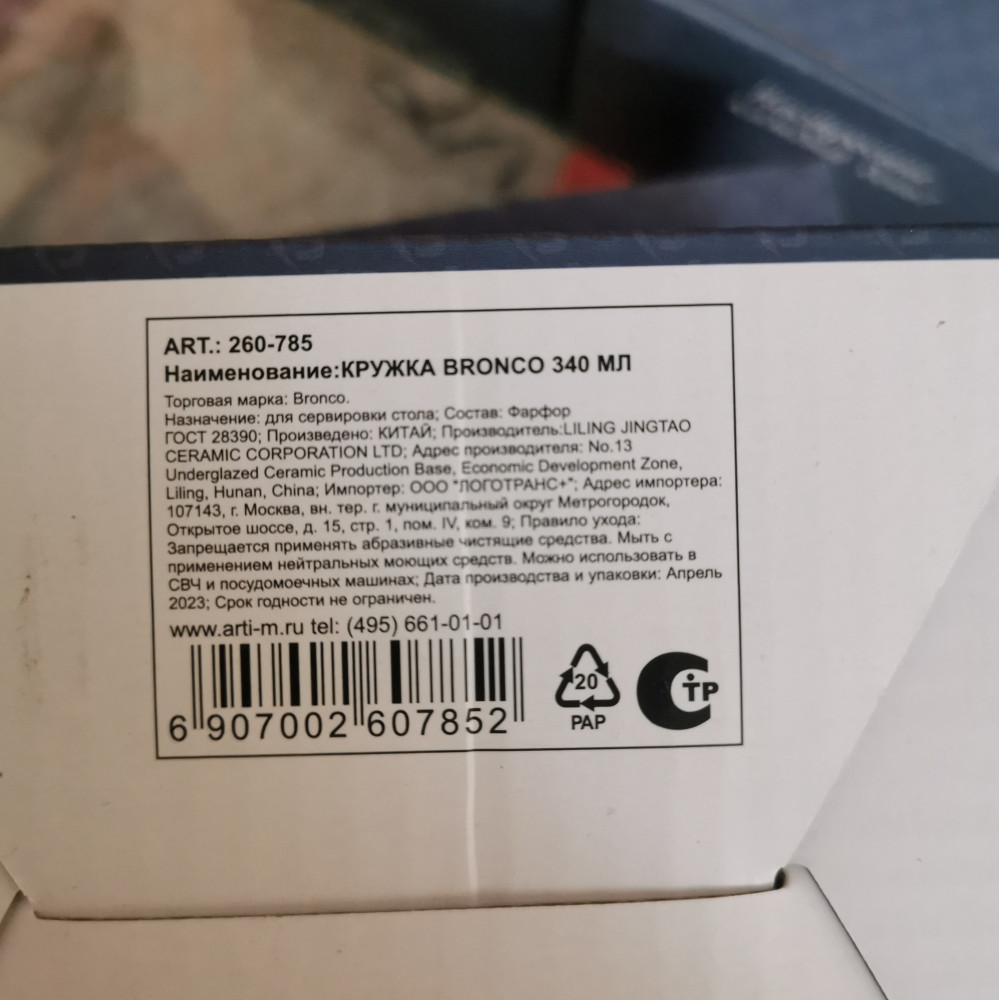 ART.: 260-785
Наименование:КРУЖКА BRONCO 340 МЛ
Торговая марка: Bronco.
Назначение: для сервировки стола; Состав: Фарфор
ГОСТ 28390; Произведено: КИТАЙ; Производитель:LILING JINGTAO
CERAMIC CORPORATION LTD; Адрес производителя: No.13
Underglazed Ceramic Production Base, Economic Development Zone,
Liling, Hunan, China; Импортер: ООО "ЛОГОТРАНС+"; Адрес импортера:
107143, г. Москва, вн. тер. г. муниципальный округ Метрогородок,
Открытое шоссе, д. 15, стр. 1, пом. IV, ком. 9; Правило ухода:
Запрещается применять абразивные чистящие средства. Мыть с
применением нейтральных моющих средств. Можно использовать в
СВЧ и посудомоечных машинах; Дата производства и упаковки: Апрель
2023; Срок годности не ограничен.
www.arti-m.ru tel: (495) 661-01-01
6 907002 607852
20
PAP
СТР